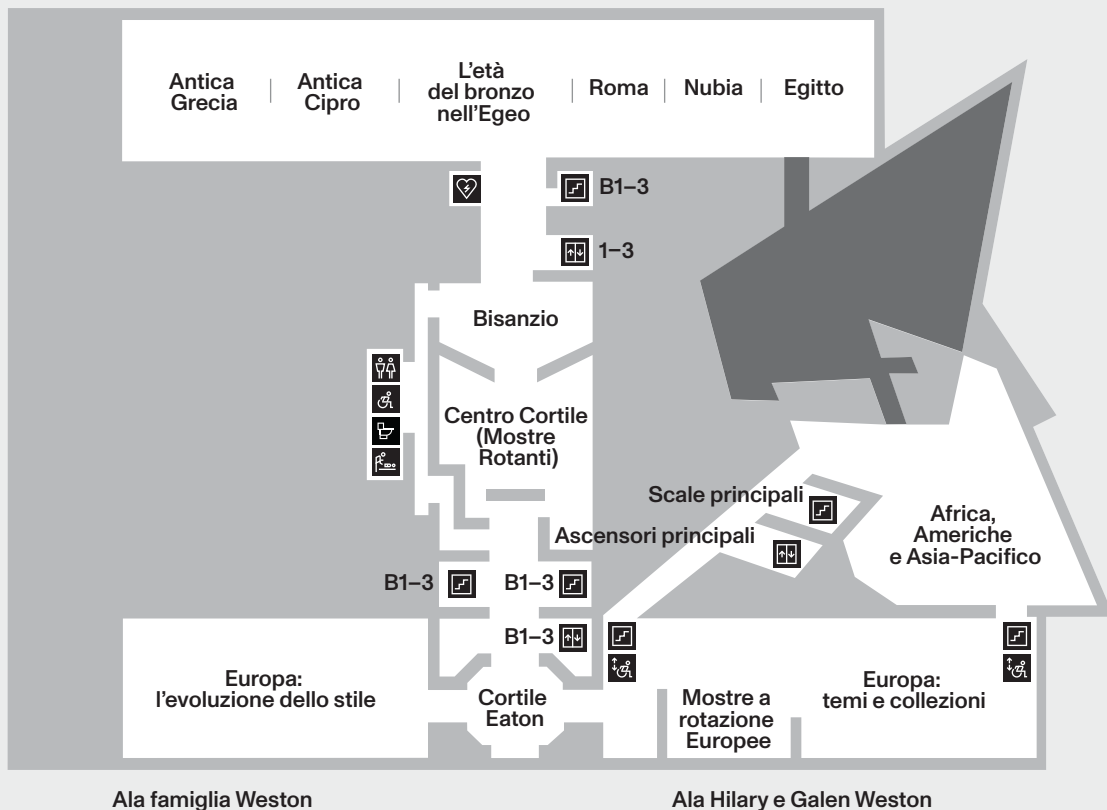 Antica
Grecia
Antica
Cipro
L'età
del bronzo
nell'Egeo
Roma
Nubia
Egitto
B1–3
1–3
Bisanzio
Centro Cortile
(Mostre
Rotanti)
Scale principali
Ascensori principali
Africa,
Americhe
e Asia-Pacifico
B1–3
B1–3
B1–3
Europa:
l'evoluzione dello stile
Cortile
Eaton
Mostre a
rotazione
Europee
Europa:
temi e collezioni
Ala famiglia Weston
Ala Hilary e Galen Weston